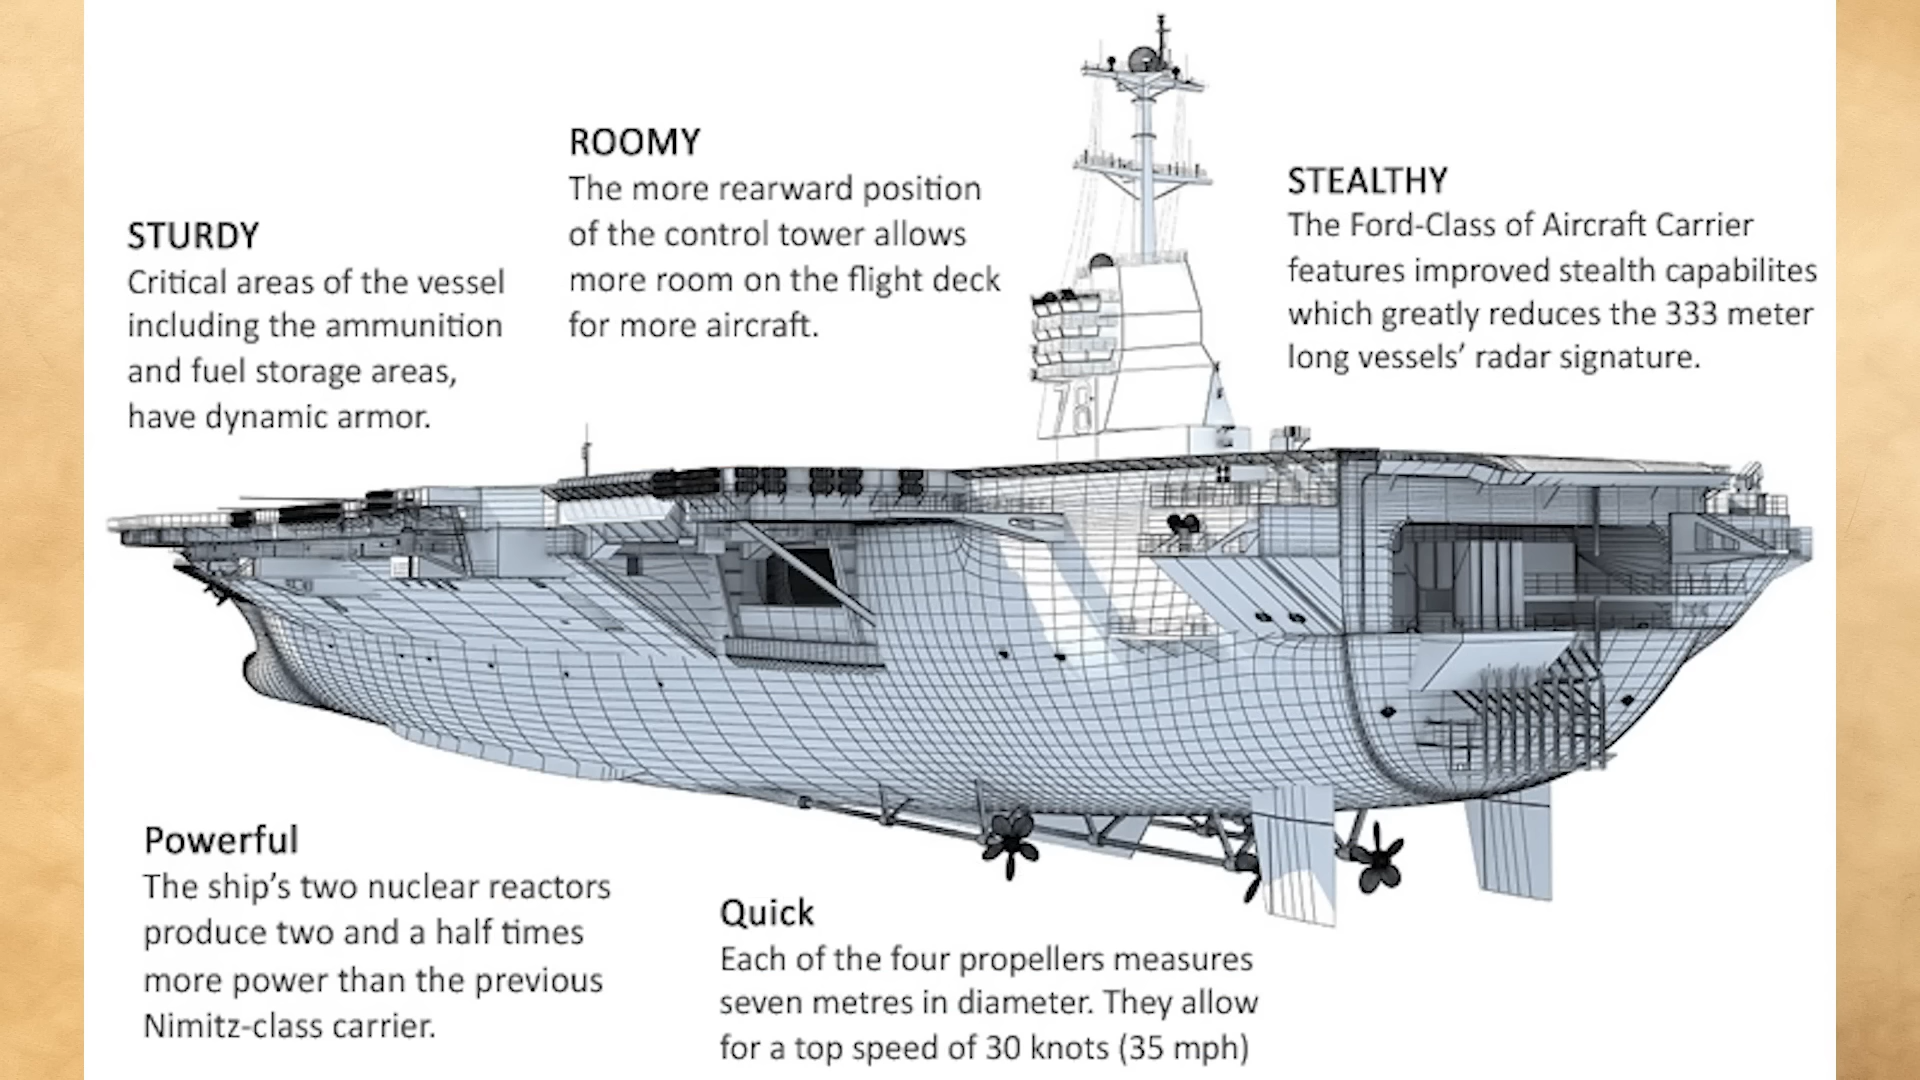 STURDY
Critical areas of the vessel
including the ammunition
and fuel storage areas,
have dynamic armor.
ROOMY
The more rearward position
of the control tower allows
more room on the flight deck
for more aircraft.
STEALTHY
The Ford-Class of Aircraft Carrier
features improved stealth capabilites
which greatly reduces the 333 meter
long vessels’ radar signature.
78
Powerful
The ship’s two nuclear reactors
produce two and a half times
more power than the previous
Nimitz-class carrier.
Quick
Each of the four propellers measures
seven metres in diameter. They allow
for a top speed of 30 knots (35 mph)